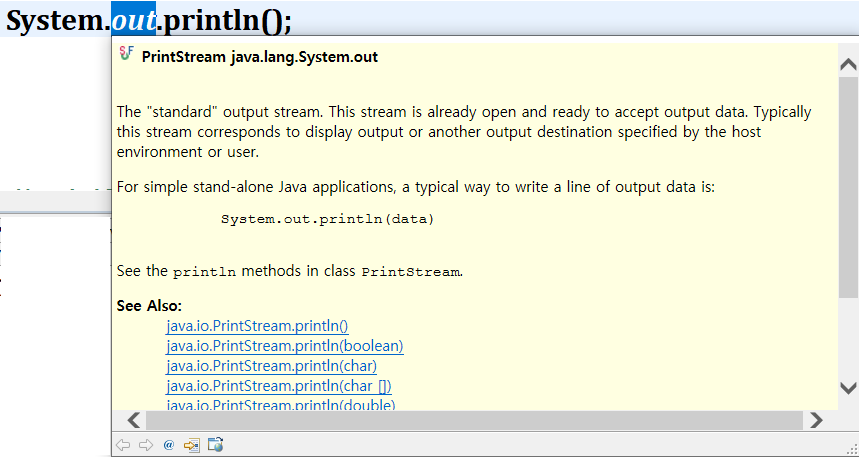 System.out.println();
PrintStream java.lang.System.out
The "standard" output stream. This stream is already open and ready to accept output data. Typically
this stream corresponds to display output or another output destination specified by the host
environment or user.
For simple stand-alone Java applications, a typical way to write a line of output data is:
System.out.println(data)
See the println methods in class PrintStream.
See Also:
java.io.PrintStream.println()
java.io.PrintStream.println(boolean)
java.io.PrintStream.println(char)
java.io.PrintStream.println(char [])
java.io.PrintStream.println(double)